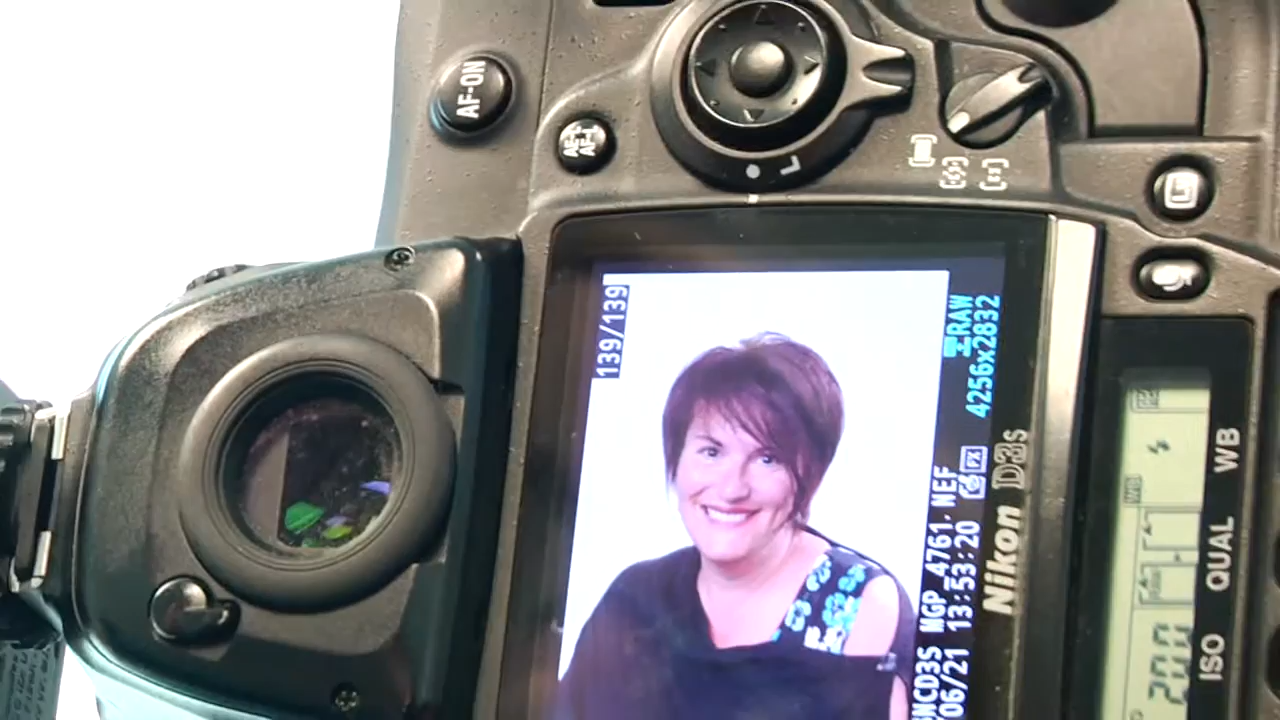 AF-ON
AE-L
AF-L
139/139
RAW
4256x2832
FX
NCD3S MGP_4761.NEF
/06/21 13:53:20
Nikon D3s
200
ISO QUAL WB